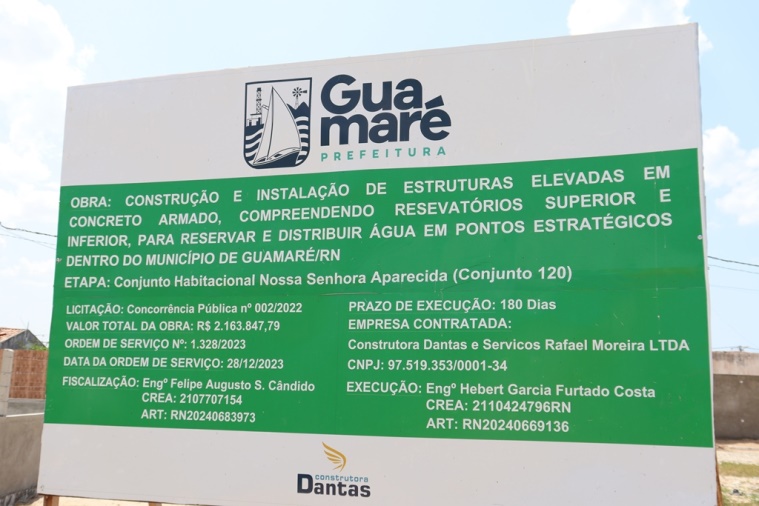 Gua
maré
PREFEITURA
OBRA: CONSTRUÇÃO E INSTALAÇÃO DE ESTRUTURAS ELEVADAS EM
CONCRETO ARMADO, COMPREENDENDO RESEVATÓRIOS SUPERIOR E
INFERIOR, PARA RESERVAR E DISTRIBUIR ÁGUA EM PONTOS ESTRATÉGICOS
DENTRO DO MUNICÍPIO DE GUAMARÉ/RN
ETAPA: Conjunto Habitacional Nossa Senhora Aparecida (Conjunto 120)
LICITAÇÃO: Concorrência Pública nº 002/2022
VALOR TOTAL DA OBRA: R$ 2.163.847,79
ORDEM DE SERVIÇO Nº: 1.328/2023
DATA DA ORDEM DE SERVIÇO: 28/12/2023
FISCALIZAÇÃO: Engº Felipe Augusto S. Cândido
CREA: 2107707154
ART: RN20240683973
PRAZO DE EXECUÇÃO: 180 Dias
EMPRESA CONTRATADA:
Construtora Dantas e Servicos Rafael Moreira LTDA
CNPJ: 97.519.353/0001-34
EXECUÇÃO: Engº Hebert Garcia Furtado Costa
CREA: 2110424796RN
ART: RN20240669136
construtora
Dantas